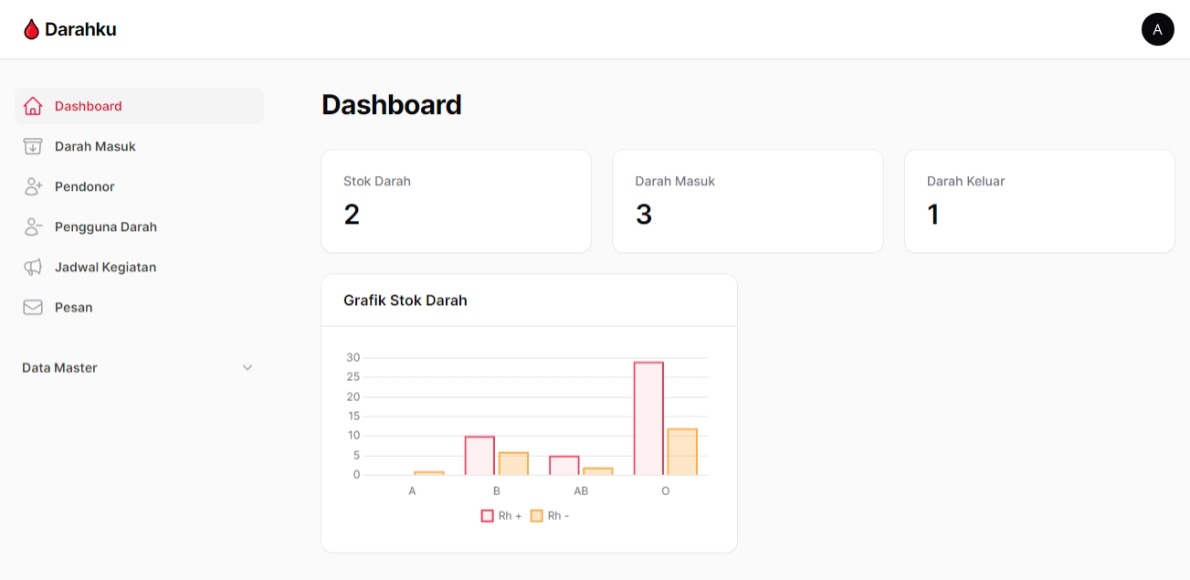 Darahku
A
Dashboard
Darah Masuk
Pendonor
Pengguna Darah
Jadwal Kegiatan
Pesan
Data Master
Dashboard
Stok Darah
2
Darah Masuk
3
Darah Keluar
1
Grafik Stok Darah
30
25
20
15
10
5
0
A B AB O
Rh + Rh -